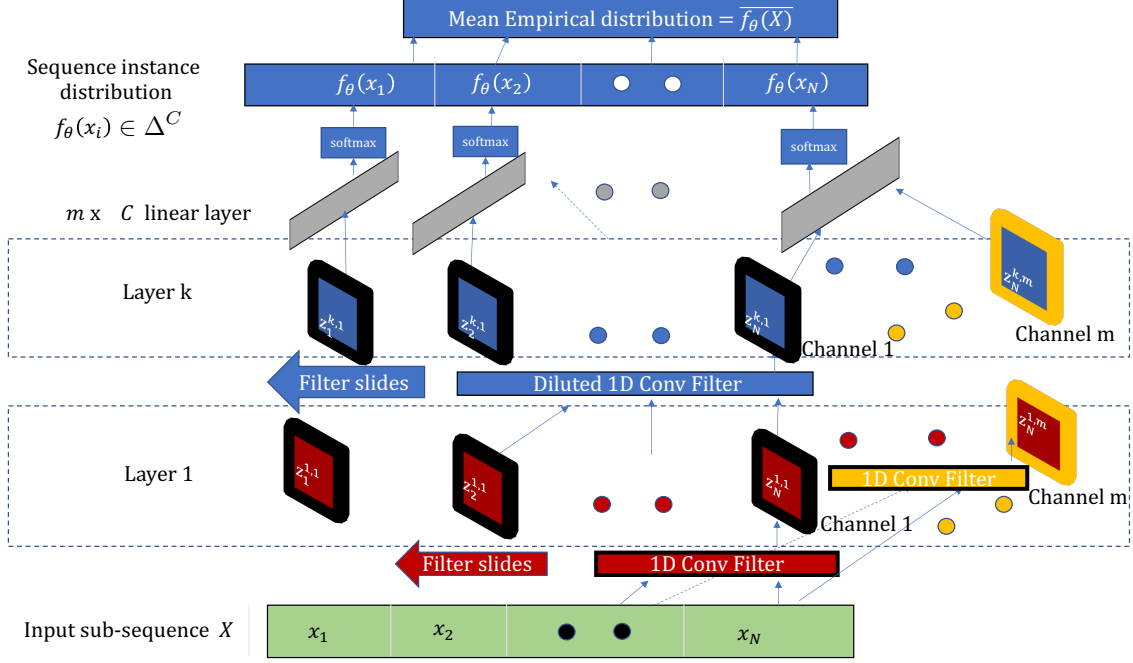 Mean Empirical distribution = $\overline{f_\theta(X)}$
Sequence instance
distribution
$f_\theta(x_i) \in \Delta^C$
$f_\theta(x_1)$ $f_\theta(x_2)$ $f_\theta(x_N)$
softmax softmax softmax
$m$ x $C$ linear layer
Layer k
$z_1^{k,1}$ $z_2^{k,1}$ $z_N^{k,1}$ $z_N^{k,m}$
Channel 1
Channel m
Filter slides
Diluted 1D Conv Filter
Layer 1
$z_1^{1,1}$ $z_2^{1,1}$ $z_N^{1,1}$ $z_N^{1,m}$
1D Conv Filter
Channel m
Channel 1
Filter slides
1D Conv Filter
Input sub-sequence $X$
$x_1$ $x_2$ $x_N$